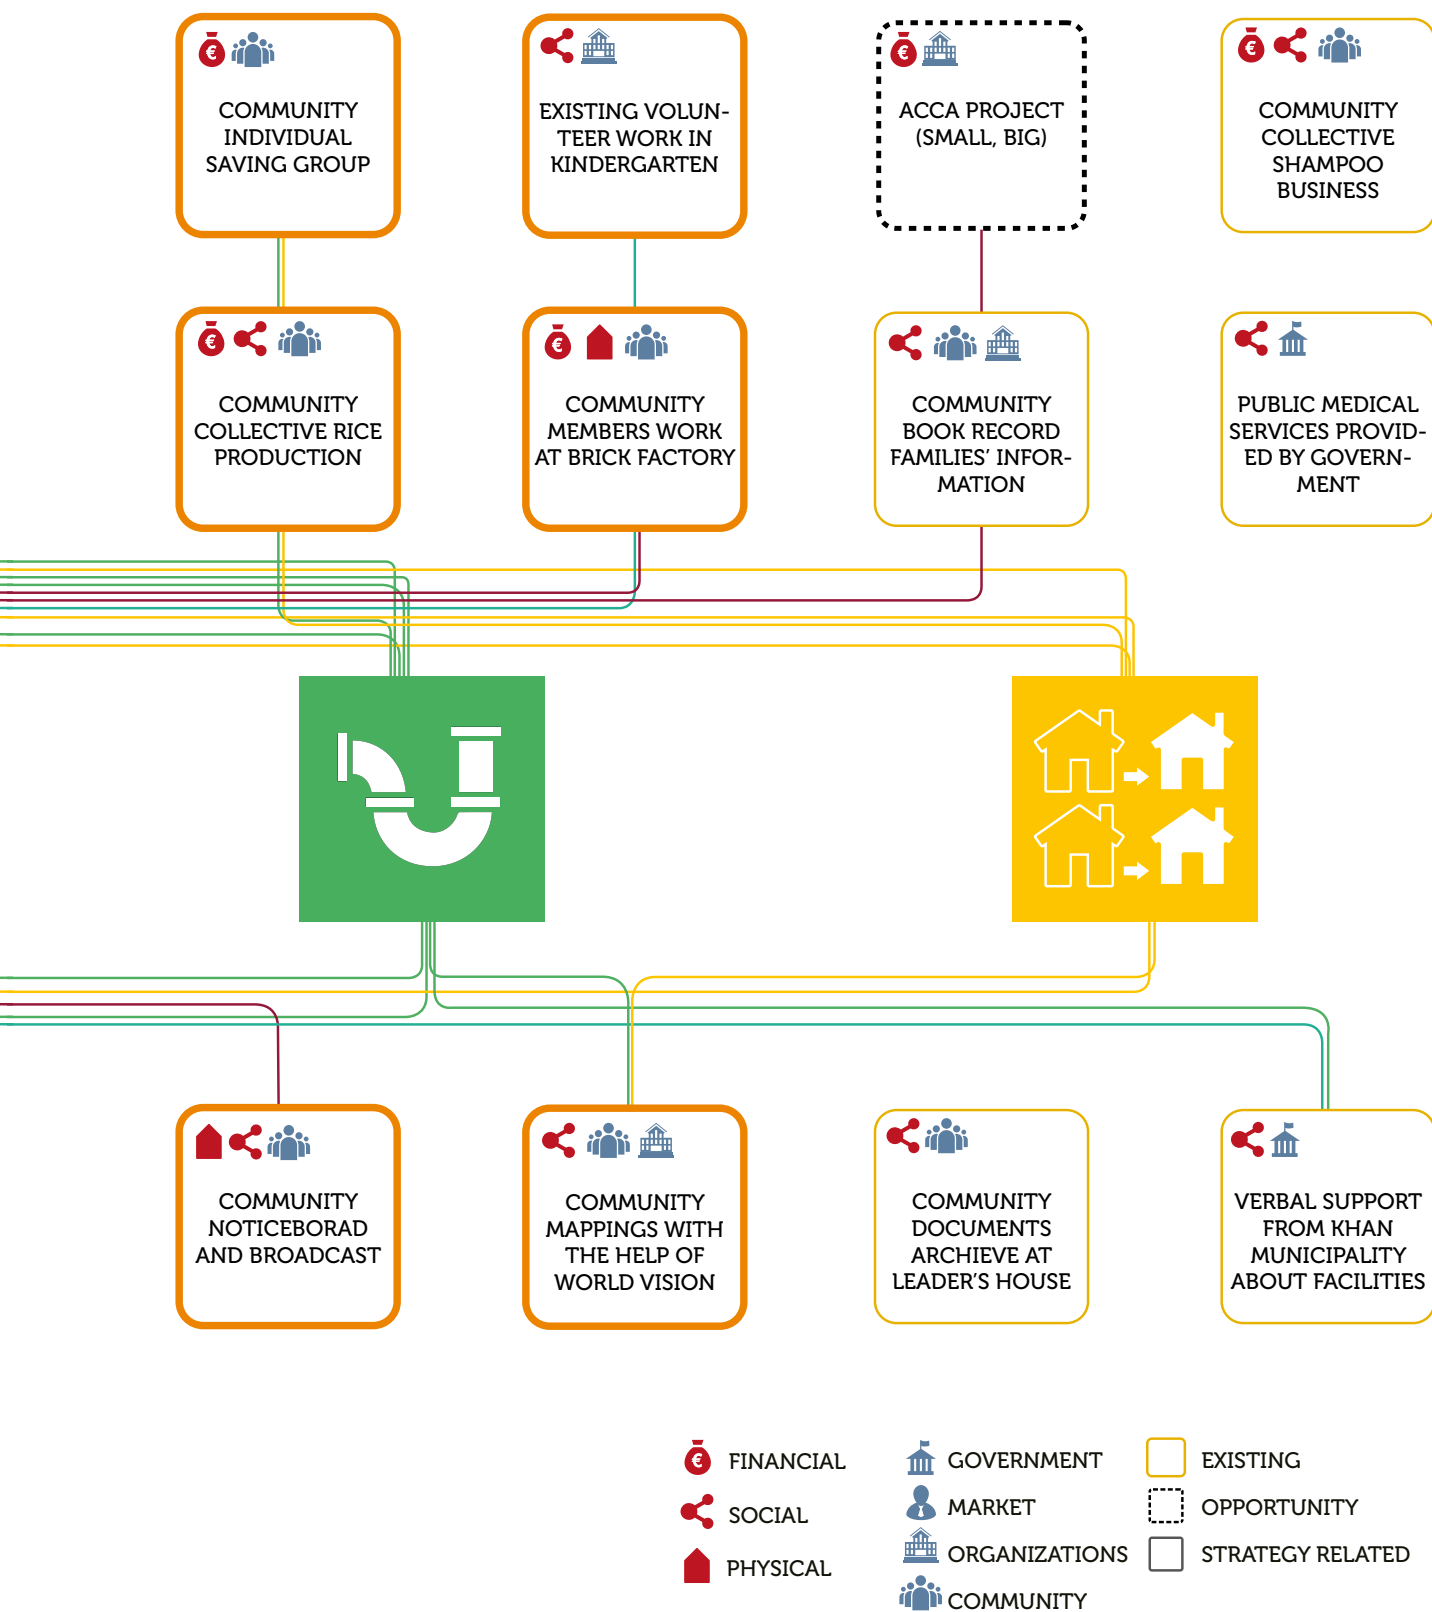 COMMUNITY
INDIVIDUAL
SAVING GROUP
EXISTING VOLUN-
TEER WORK IN
KINDERGARTEN
ACCA PROJECT
(SMALL, BIG)
COMMUNITY
COLLECTIVE
SHAMPOO
BUSINESS
COMMUNITY
COLLECTIVE RICE
PRODUCTION
COMMUNITY
MEMBERS WORK
AT BRICK FACTORY
COMMUNITY
BOOK RECORD
FAMILIES' INFOR-
MATION
PUBLIC MEDICAL
SERVICES PROVID-
ED BY GOVERN-
MENT
COMMUNITY
NOTICEBORAD
AND BROADCAST
COMMUNITY
MAPPINGS WITH
THE HELP OF
WORLD VISION
COMMUNITY
DOCUMENTS
ARCHIEVE AT
LEADER'S HOUSE
VERBAL SUPPORT
FROM KHAN
MUNICIPALITY
ABOUT FACILITIES
FINANCIAL
SOCIAL
PHYSICAL
GOVERNMENT
MARKET
ORGANIZATIONS
COMMUNITY
EXISTING
OPPORTUNITY
STRATEGY RELATED